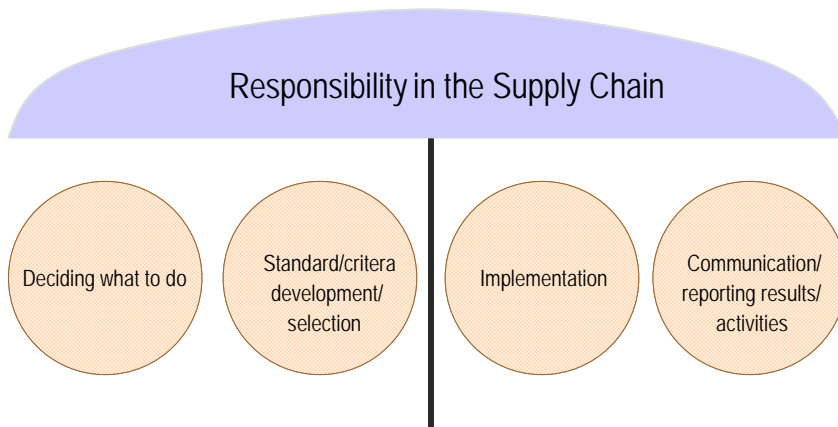 Responsibility in the Supply Chain
Deciding what to do
Standard/critera
development/
selection
Implementation
Communication/
reporting results/
activities